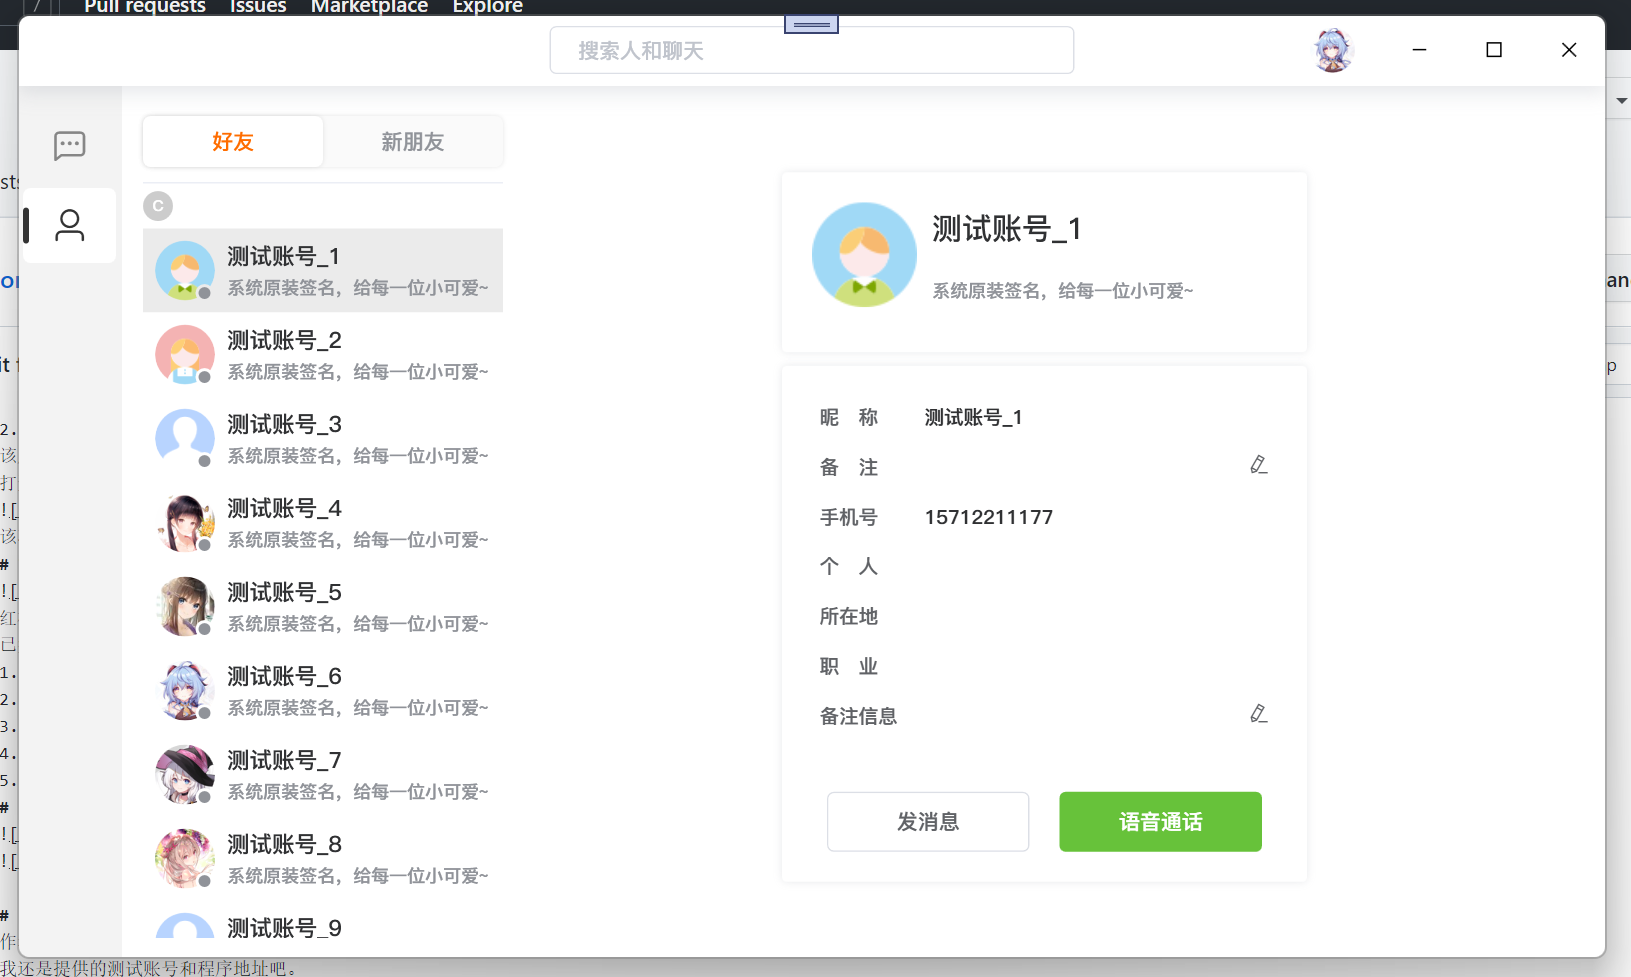 Pull requests Issues Marketplace Explore
搜索人和聊天
好友 新朋友
C
测试账号_1
系统原装签名，给每一位小可爱~
测试账号_2
系统原装签名，给每一位小可爱~
测试账号_3
系统原装签名，给每一位小可爱~
测试账号_4
系统原装签名，给每一位小可爱~
测试账号_5
系统原装签名，给每一位小可爱~
测试账号_6
系统原装签名，给每一位小可爱~
测试账号_7
系统原装签名，给每一位小可爱~
测试账号_8
系统原装签名，给每一位小可爱~
测试账号_9
测试账号_1
系统原装签名，给每一位小可爱~
昵 称 测试账号_1
备 注
手机号 15712211177
个 人
所在地
职 业
备注信息
发消息 语音通话
2.
该
打
![
该
#
![
红
已
1.
2.
3.
4.
5.
#
![
![
#
作
我还是提供的测试账号和程序地址吧。